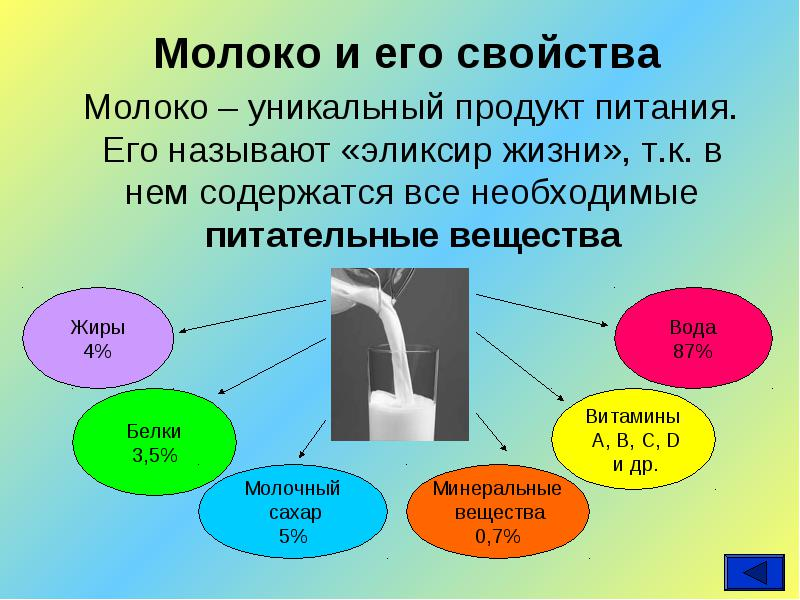 Молоко и его свойства
Молоко – уникальный продукт питания.
Его называют «эликсир жизни», т.к. в
нем содержатся все необходимые
питательные вещества
Жиры
4%
Белки
3,5%
Молочный
сахар
5%
Минеральные
вещества
0,7%
Витамины
А, В, С, D
и др.
Вода
87%